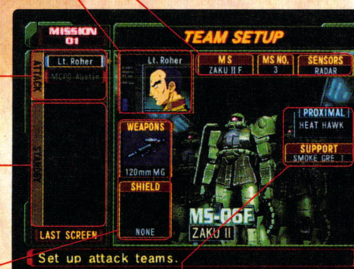 MISSION
01
TEAM SETUP
ATTACK
Lt. Roher
Lt. Roher
MS
ZAKU II F
MS NO.
3
SENSORS
RADAR
WEAPONS
120mm MG
SHIELD
NONE
PROXIMAL
HEAT HAWK
SUPPORT
SMOKE GRE
STANDBY
MS-06F
ZAKU II
LAST SCREEN
Set up attack teams.